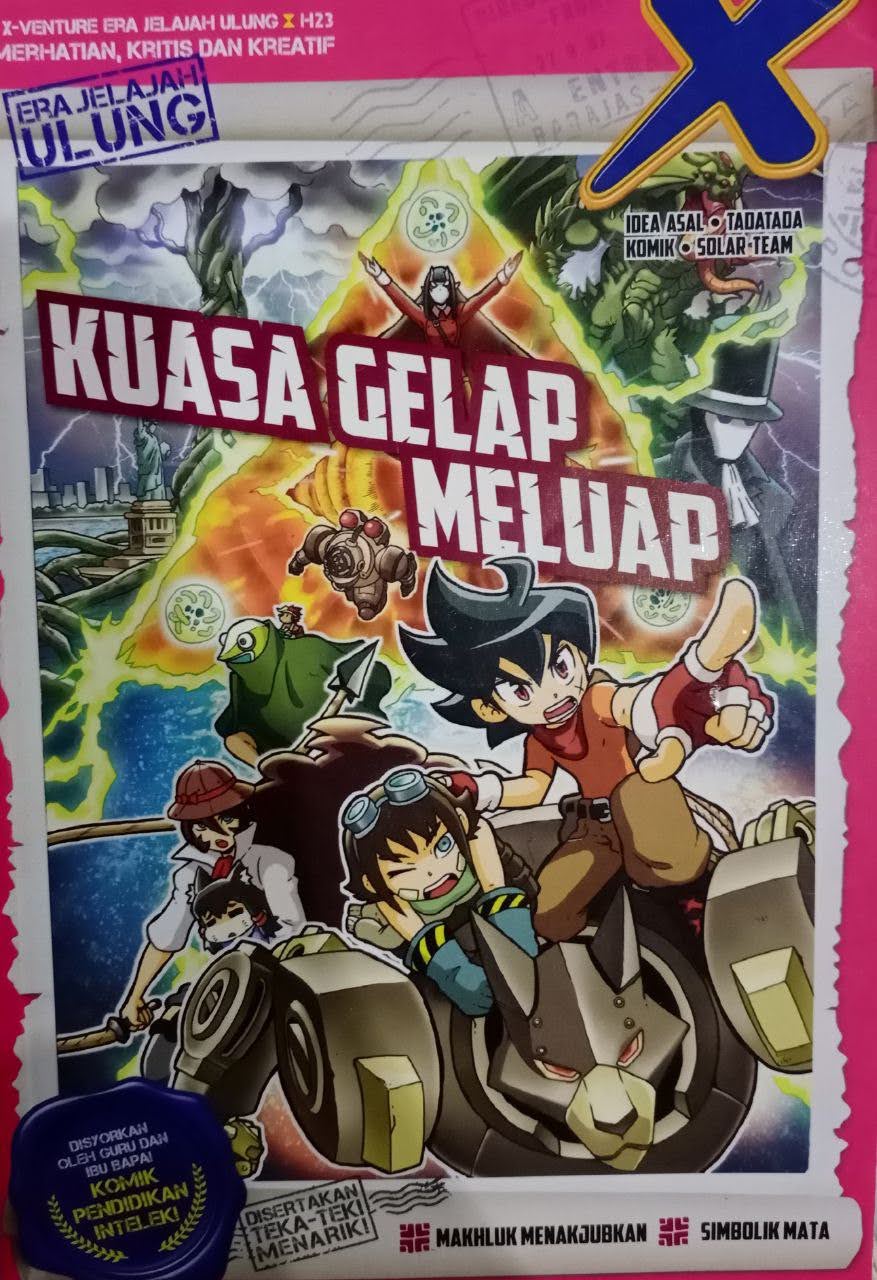 X-VENTURE ERA JELAJAH ULUNG X H23
MERHATIAN, KRITIS DAN KREATIF
ERA JELAJAH
ULUNG
X
IDEA ASAL • TADATADA
KOMIK • SOLAR TEAM
KUASA GELAP
MELUAP
DISYORKAN
OLEH GURU DAN
IBU BAPA!
KOMIK
PENDIDIKAN
INTELEK!
DISERTAKAN
TEKA-TEKI
MENARIK!
MAKHLUK MENAKJUBKAN
SIMBOLIK MATA